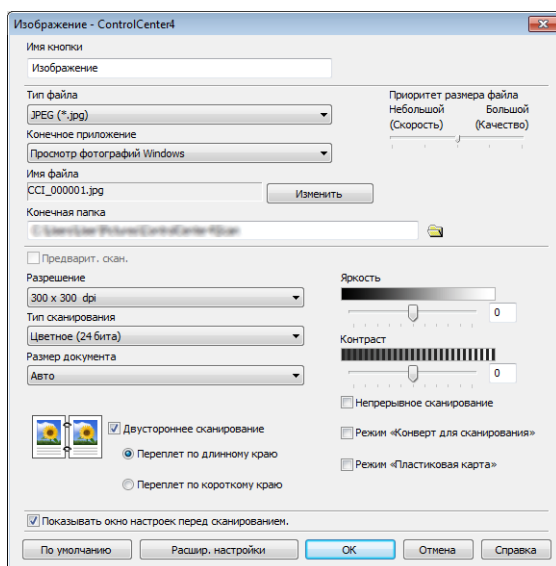 Изображение - ControlCenter4
Имя кнопки
Изображение
Тип файла
JPEG (*.jpg)
Приоритет размера файла
Небольшой Большой
(Скорость) (Качество)
Конечное приложение
Просмотр фотографий Windows
Имя файла
CCI_000001.jpg
Изменить
Конечная папка
Предварит. скан.
Разрешение
300 x 300 dpi
Тип сканирования
Цветное (24 бита)
Размер документа
Авто
Яркость
0
Контраст
0
Двустороннее сканирование
Переплет по длинному краю
Переплет по короткому краю
Непрерывное сканирование
Режим «Конверт для сканирования»
Режим «Пластиковая карта»
Показывать окно настроек перед сканированием.
По умолчанию Расшир. настройки OK Отмена Справка